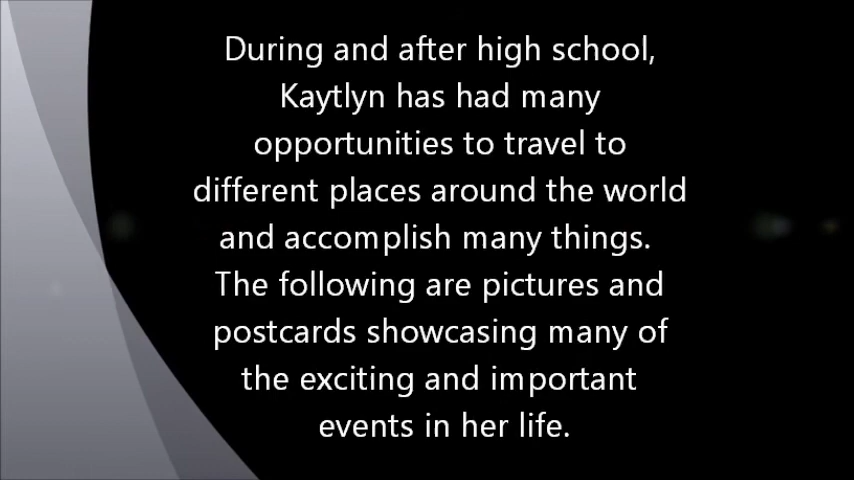 During and after high school,
Kaytlyn has had many
opportunities to travel to
different places around the world
and accomplish many things.
The following are pictures and
postcards showcasing many of
the exciting and important
events in her life.